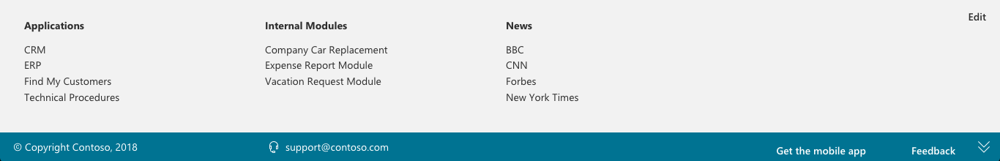 Edit
Applications
CRM
ERP
Find My Customers
Technical Procedures
Internal Modules
Company Car Replacement
Expense Report Module
Vacation Request Module
News
BBC
CNN
Forbes
New York Times
© Copyright Contoso, 2018
support@contoso.com
Get the mobile app
Feedback